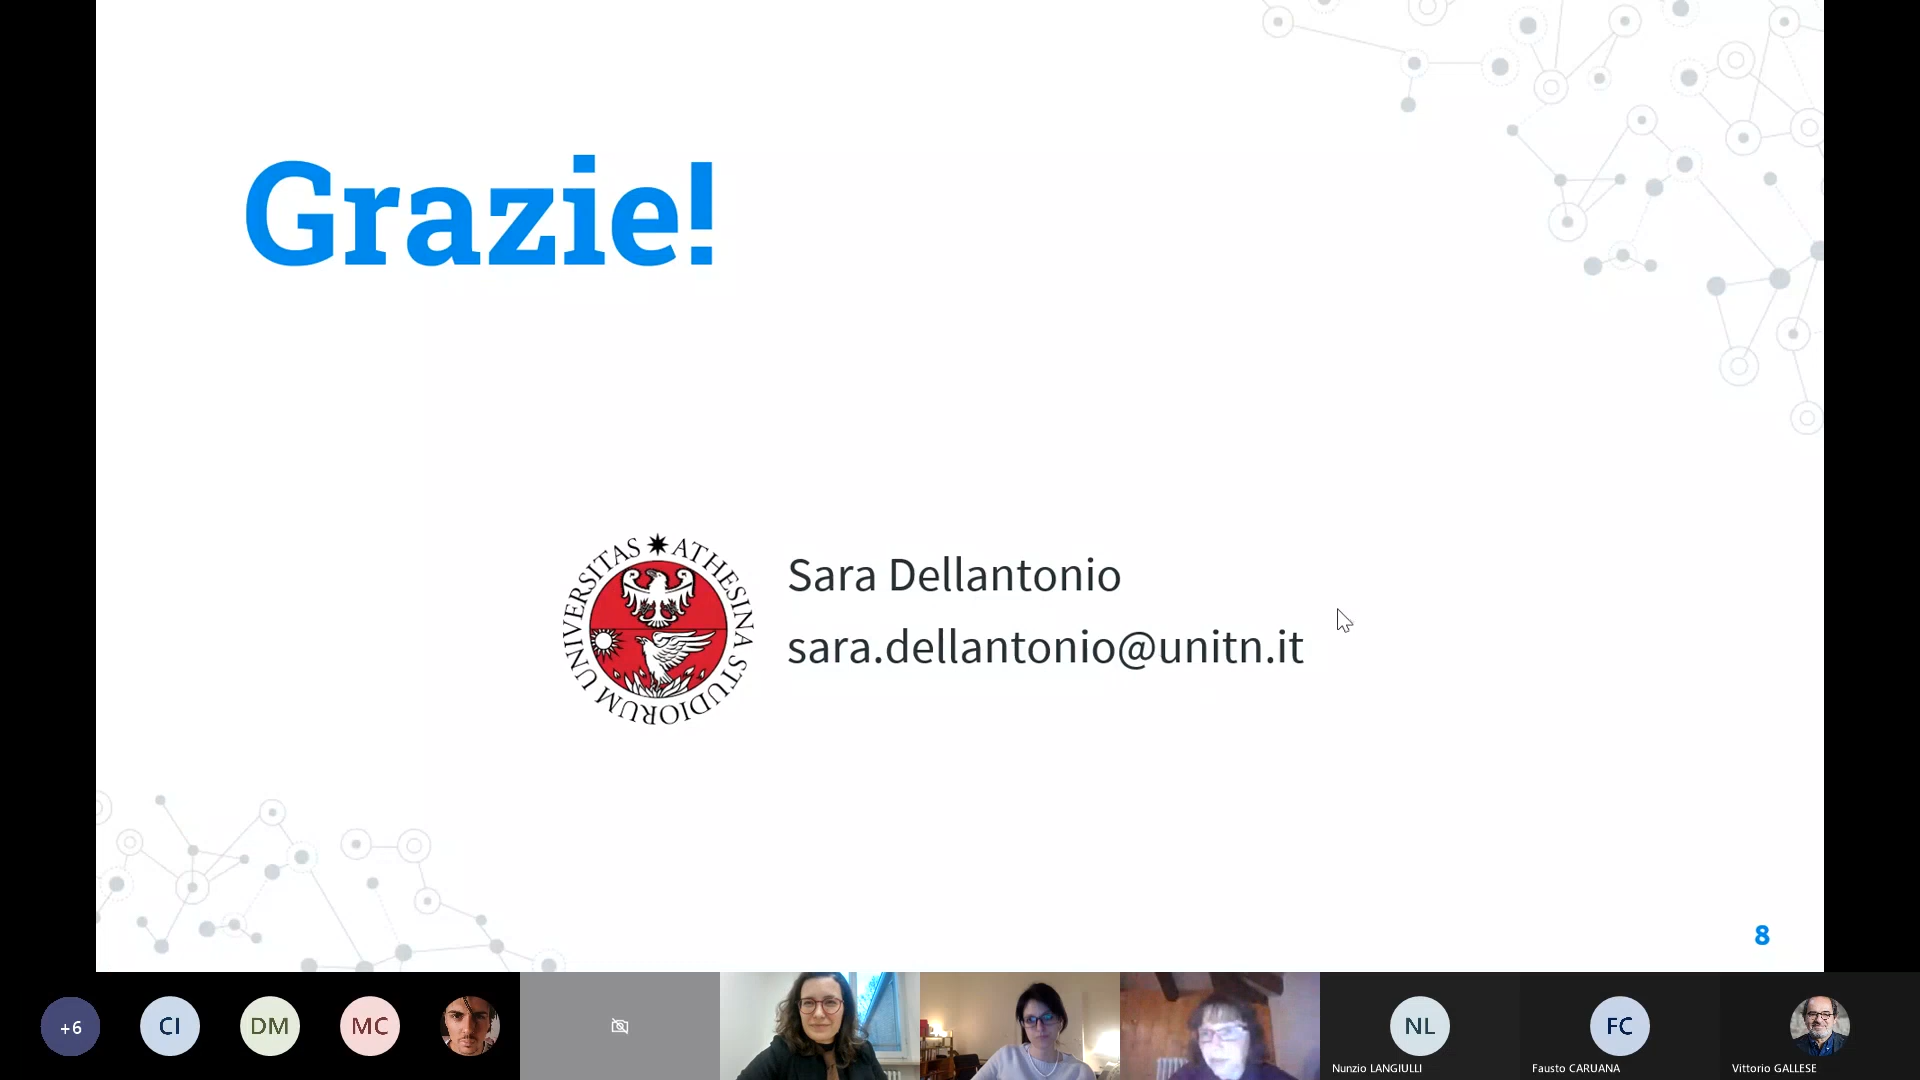 Grazie!
UNIVERSITAS ATHESINA STUDIORUM
Sara Dellantonio
sara.dellantonio@unitn.it
8
+6
CI
DM
MC
NL
FC
Nunzio LANGIULLI
Fausto CARUANA
Vittorio GALLESE